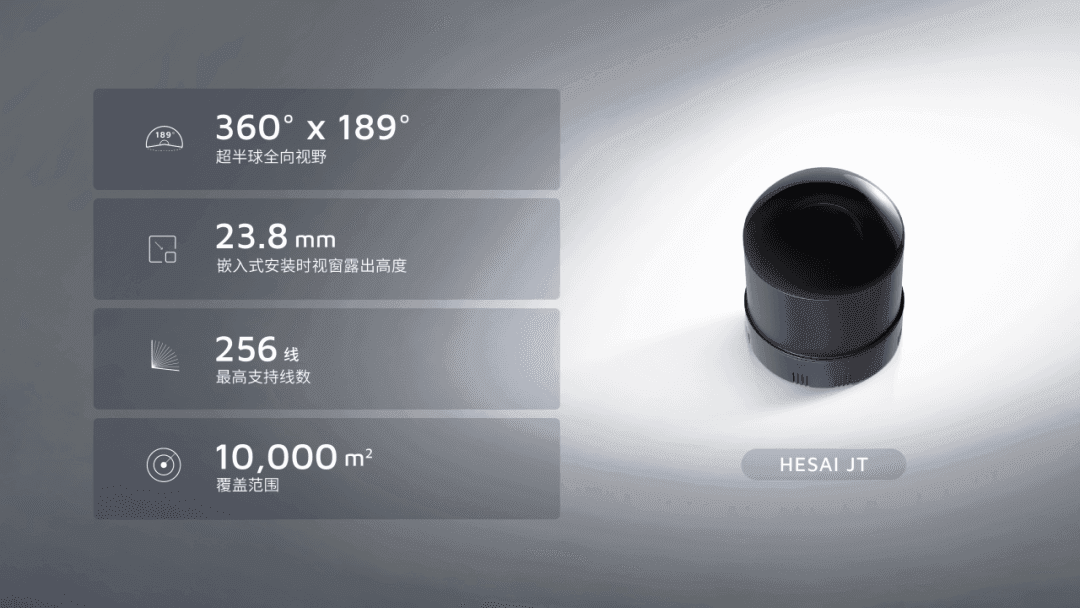 189°
360° x 189°
超半球全向视野
23.8 mm
嵌入式安装时视窗露出高度
256 线
最高支持线数
10,000 m²
覆盖范围
HESAI JT